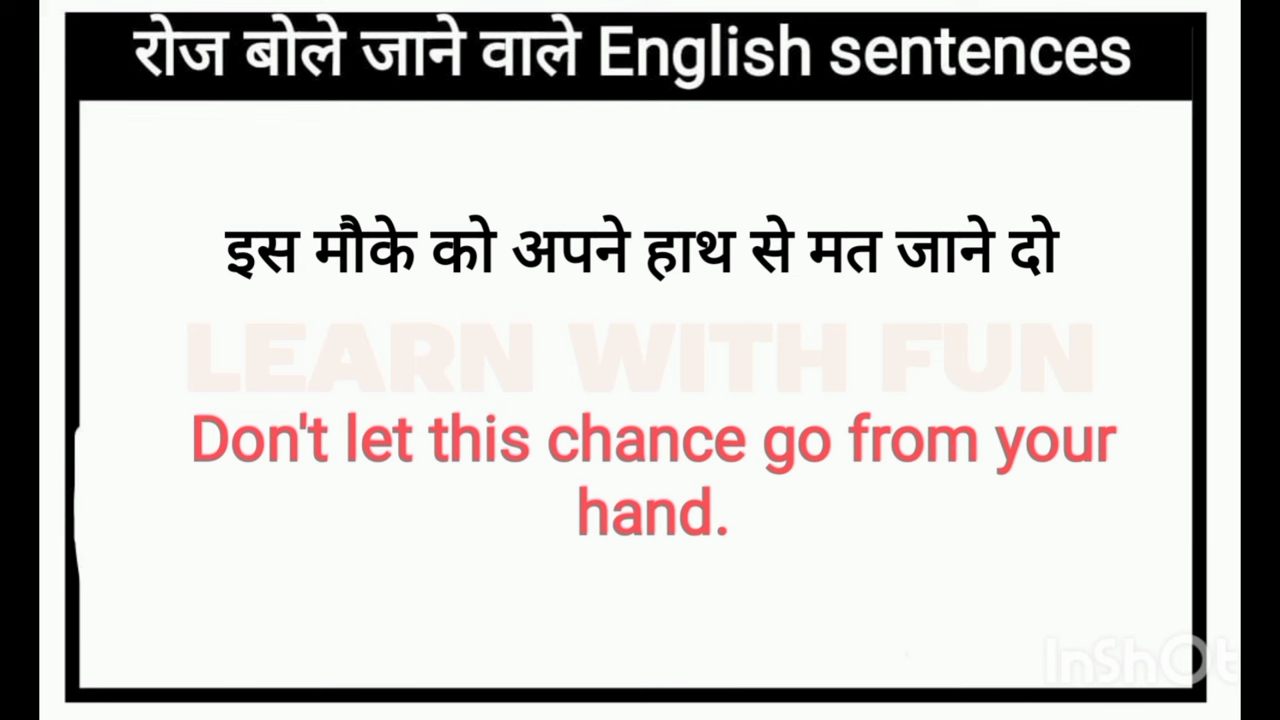 रोज बोले जाने वाले English sentences
इस मौके को अपने हाथ से मत जाने दो
LEARN WITH FUN
Don't let this chance go from your
hand.
InShOt